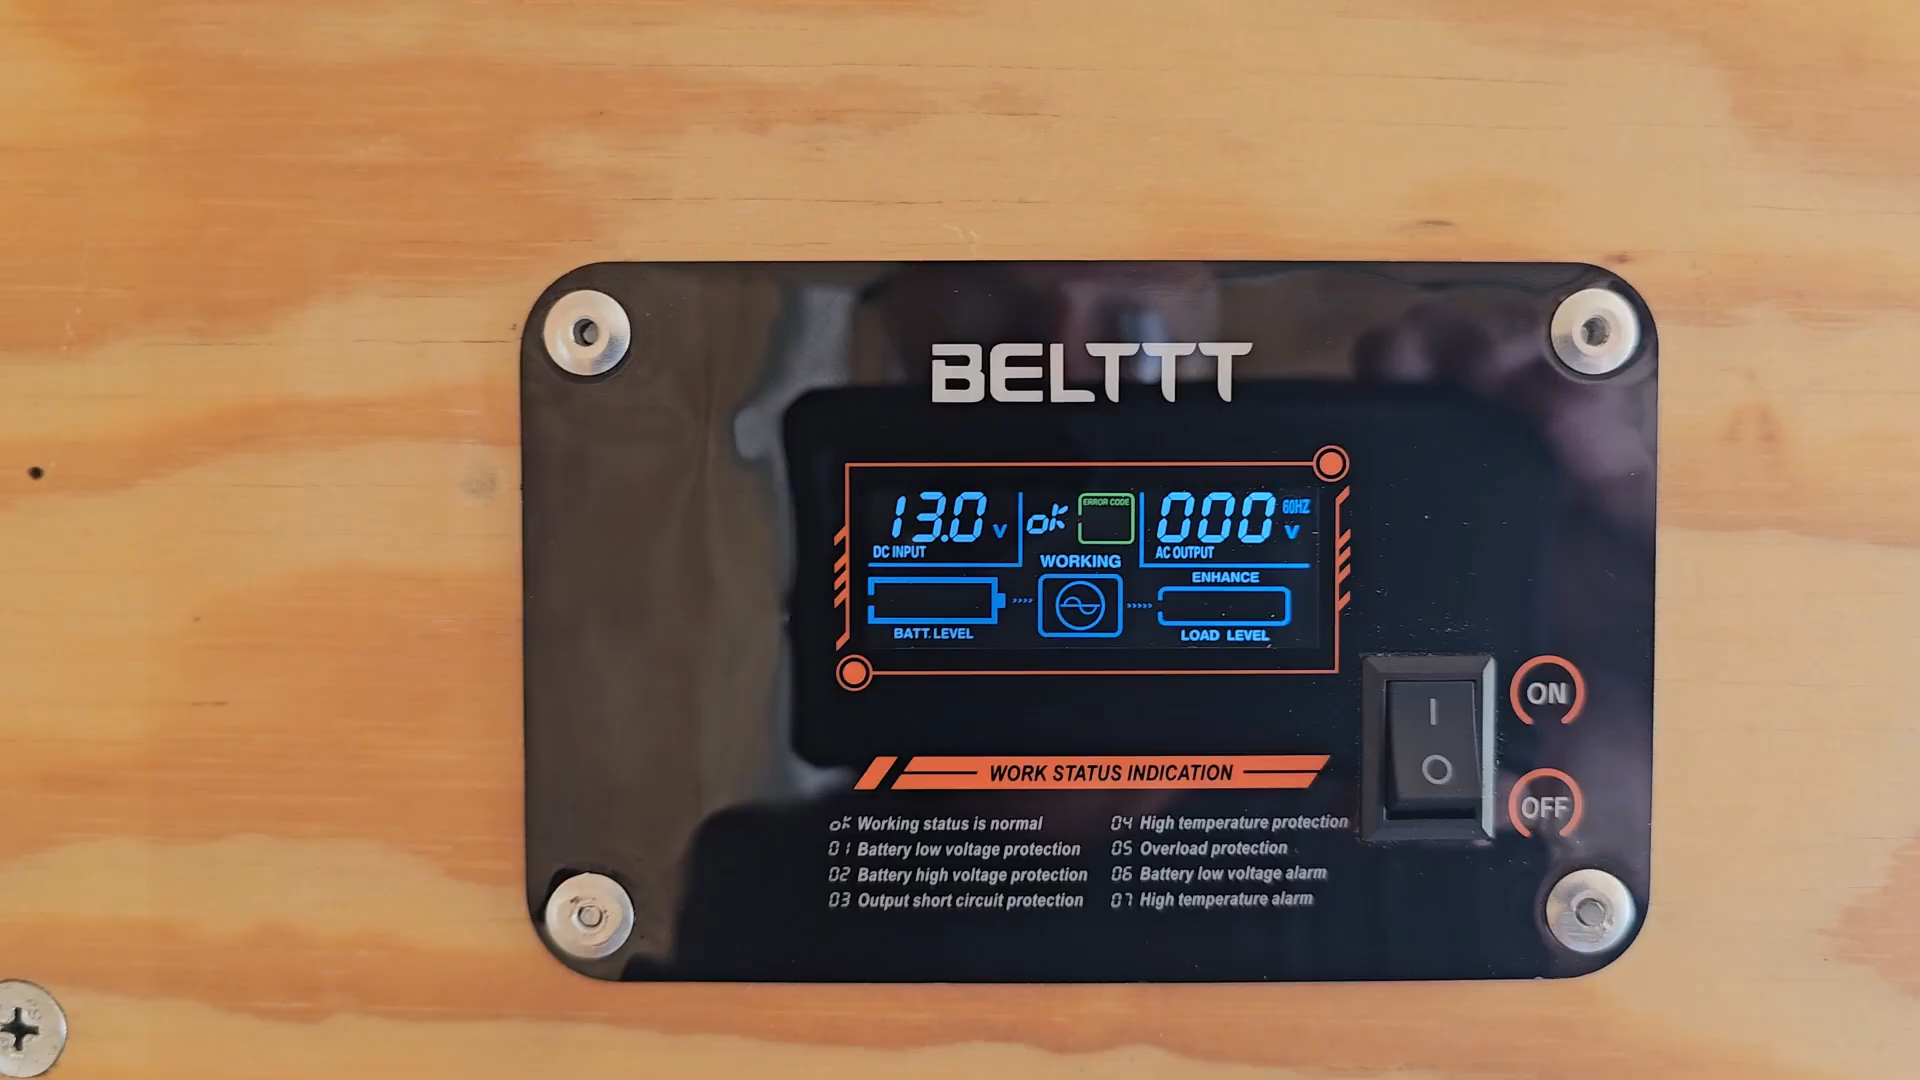 BELTTT
13.0 V ok ERROR CODE 000 60HZ V
DC INPUT WORKING AC OUTPUT
ENHANCE
BATT. LEVEL LOAD LEVEL
I ON
O OFF
WORK STATUS INDICATION
oK Working status is normal
01 Battery low voltage protection
02 Battery high voltage protection
03 Output short circuit protection
04 High temperature protection
05 Overload protection
06 Battery low voltage alarm
07 High temperature alarm